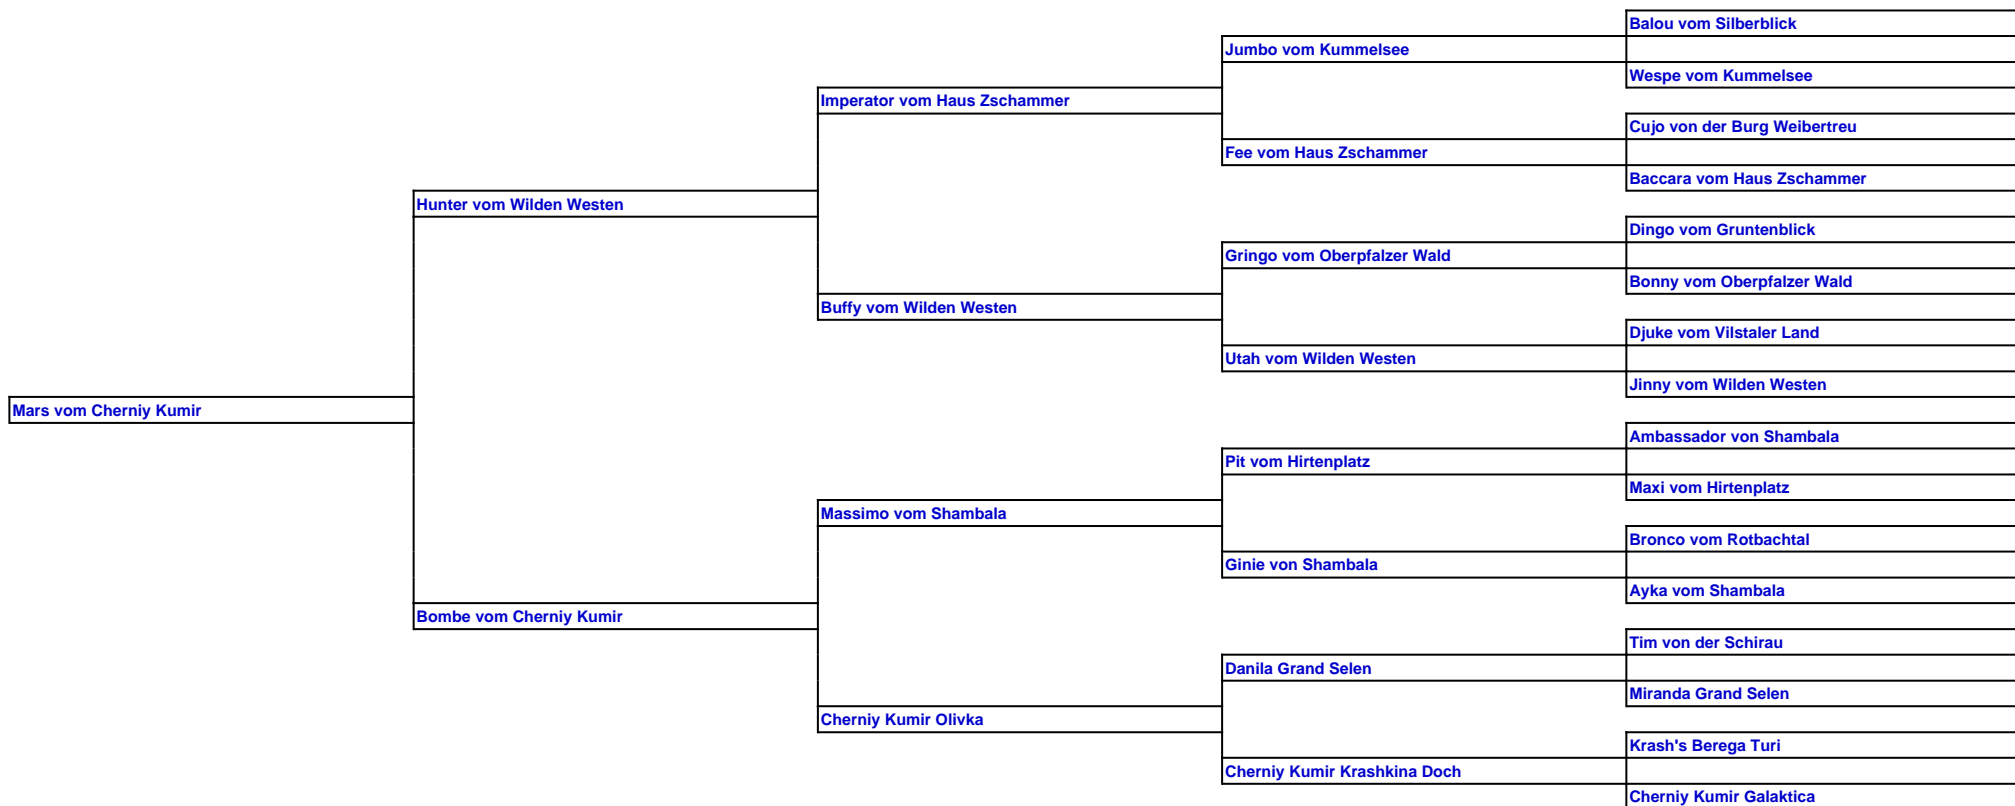 Balou vom Silberblick
Jumbo vom Kummelsee
Wespe vom Kummelsee
Imperator vom Haus Zschammer
Cujo von der Burg Weibertreu
Fee vom Haus Zschammer
Baccara vom Haus Zschammer
Hunter vom Wilden Westen
Dingo vom Gruntenblick
Gringo vom Oberpfalzer Wald
Bonny vom Oberpfalzer Wald
Buffy vom Wilden Westen
Djuke vom Vilstaler Land
Utah vom Wilden Westen
Jinny vom Wilden Westen
Mars vom Cherniy Kumir
Ambassador von Shambala
Pit vom Hirtenplatz
Maxi vom Hirtenplatz
Massimo vom Shambala
Bronco vom Rotbachtal
Ginie von Shambala
Ayka vom Shambala
Bombe vom Cherniy Kumir
Tim von der Schirau
Danila Grand Selen
Miranda Grand Selen
Cherniy Kumir Olivka
Krash's Berega Turi
Cherniy Kumir Krashkina Doch
Cherniy Kumir Galaktica